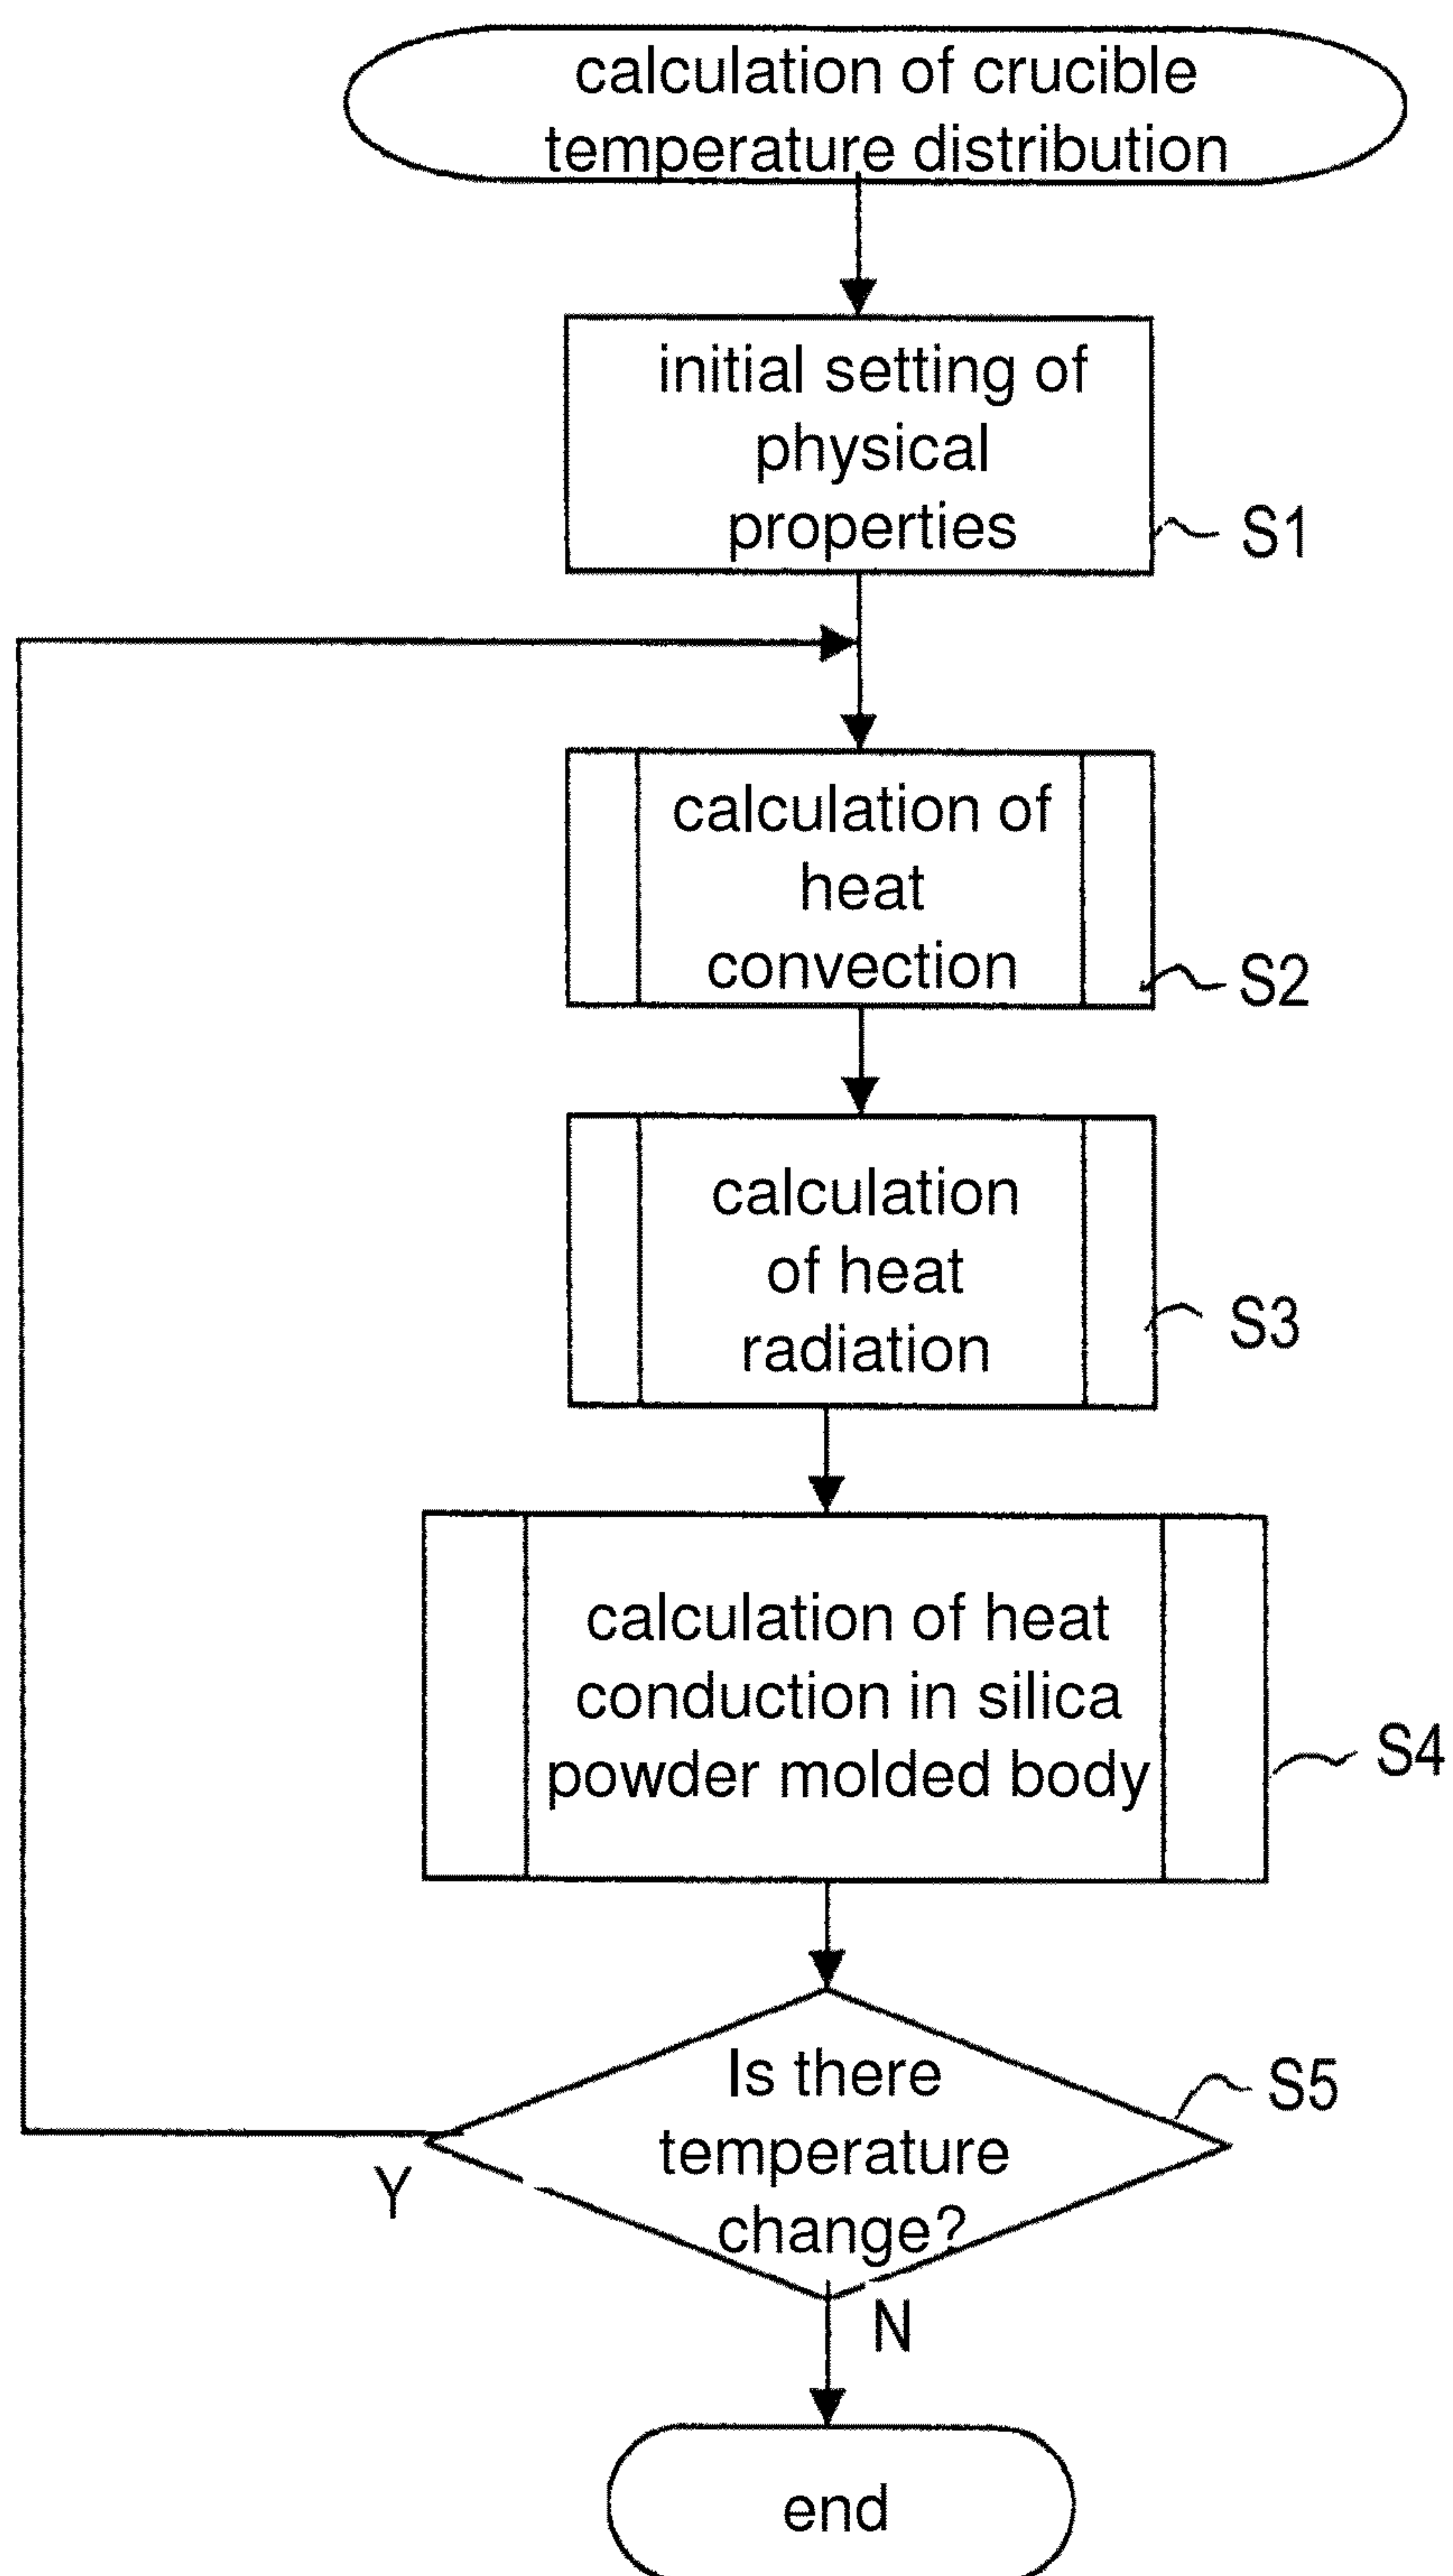 calculation of crucible
temperature distribution
initial setting of
physical
properties
S1
calculation of
heat
convection
S2
calculation
of heat
radiation
S3
calculation of heat
conduction in silica
powder molded body
S4
Is there
temperature
change?
S5
Y
N
end